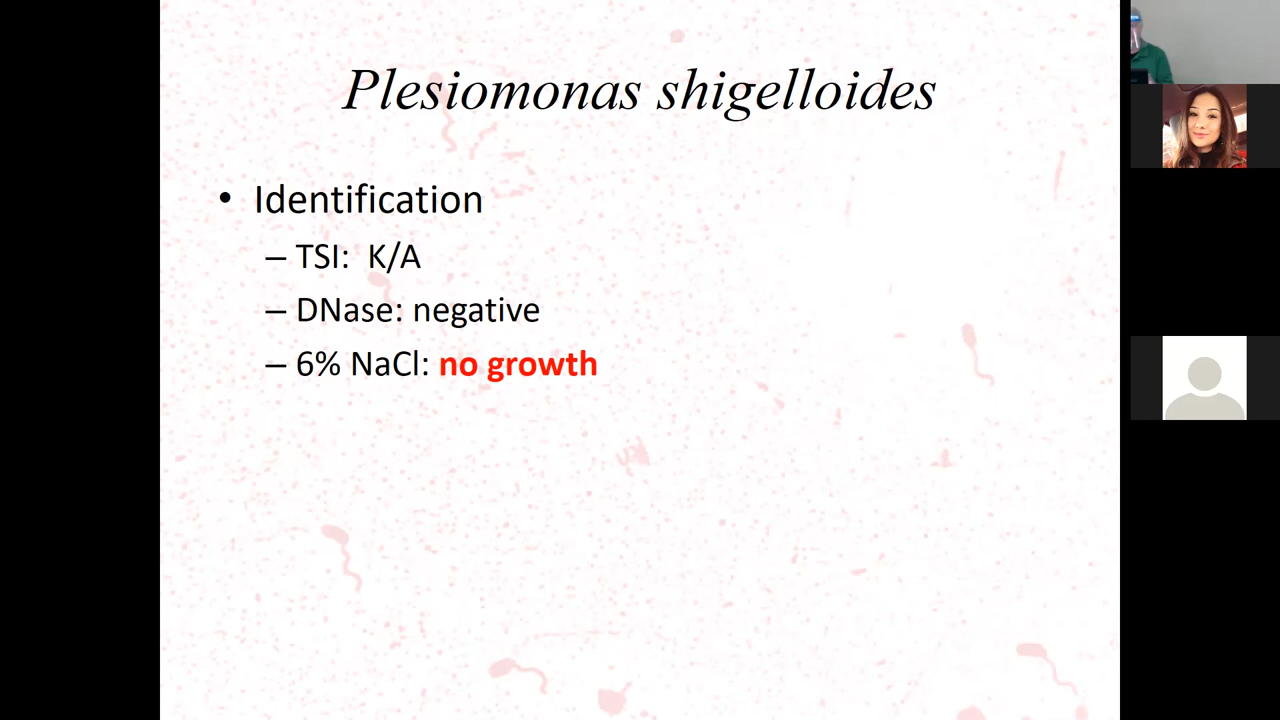 Plesiomonas shigelloides
• Identification
– TSI: K/A
– DNase: negative
– 6% NaCl: no growth